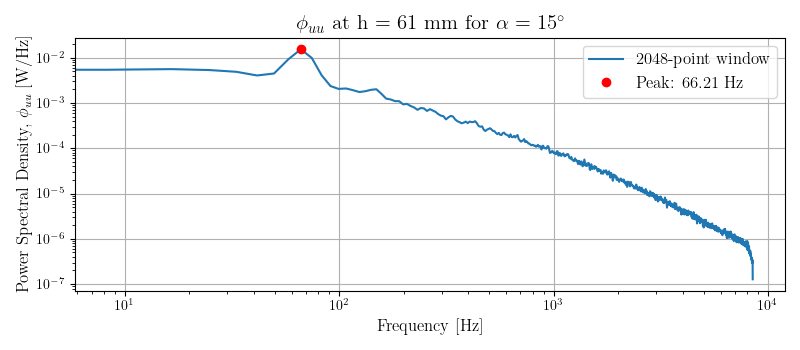 ϕuu at h = 61 mm for α = 15°
Power Spectral Density, ϕuu [W/Hz]
10⁻²
10⁻³
10⁻⁴
10⁻⁵
10⁻⁶
10⁻⁷
2048-point window
Peak: 66.21 Hz
10¹
10²
10³
10⁴
Frequency [Hz]